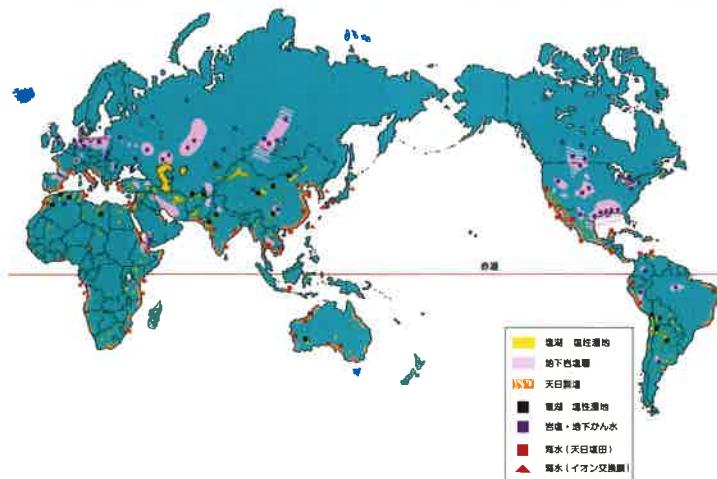 赤道
塩湖 塩性湿地
地下岩塩層
天日製塩
塩湖 塩性湿地
岩塩・地下かん水
海水(天日塩田)
海水(イオン交換膜)